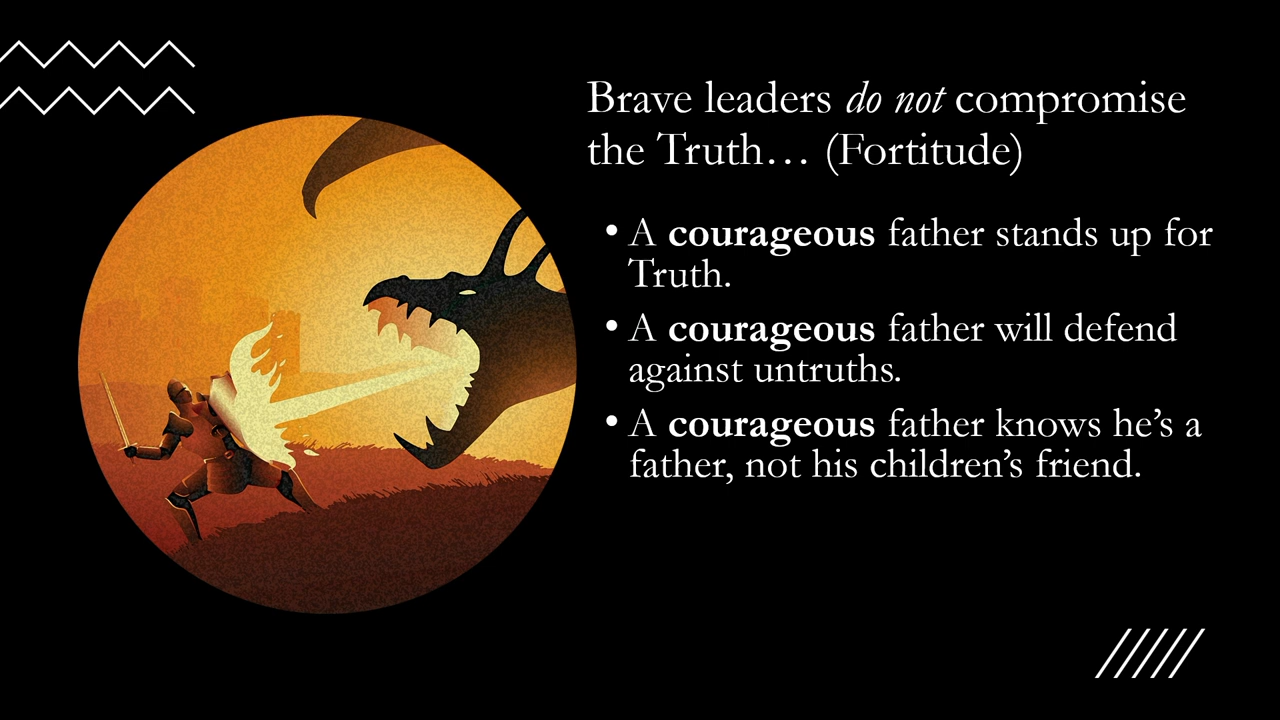 Brave leaders do not compromise
the Truth… (Fortitude)
• A courageous father stands up for
Truth.
• A courageous father will defend
against untruths.
• A courageous father knows he’s a
father, not his children’s friend.